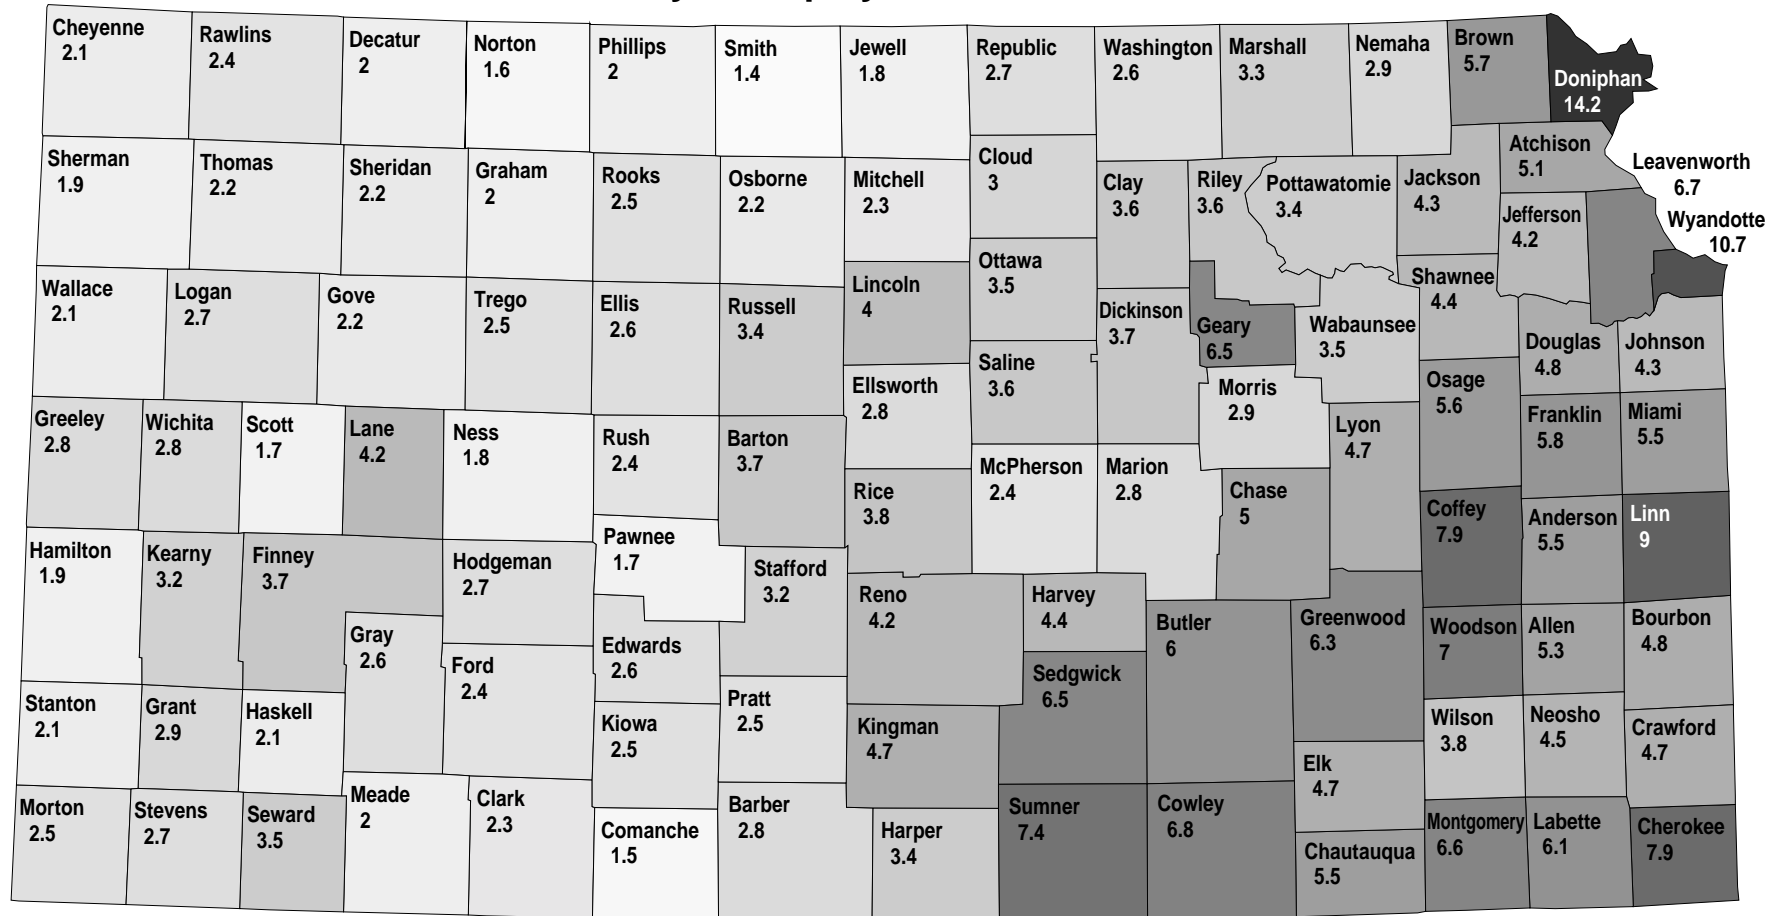 Cheyenne
2.1
Rawlins
2.4
Decatur
2
Norton
1.6
Phillips
2
Smith
1.4
Jewell
1.8
Republic
2.7
Washington
2.6
Marshall
3.3
Nemaha
2.9
Brown
5.7
Doniphan
14.2
Sherman
1.9
Thomas
2.2
Sheridan
2.2
Graham
2
Rooks
2.5
Osborne
2.2
Mitchell
2.3
Cloud
3
Clay
3.6
Riley
3.6
Pottawatomie
3.4
Jackson
4.3
Atchison
5.1
Jefferson
4.2
Leavenworth
6.7
Wyandotte
10.7
Wallace
2.1
Logan
2.7
Gove
2.2
Trego
2.5
Ellis
2.6
Russell
3.4
Lincoln
4
Ottawa
3.5
Saline
3.6
Dickinson
3.7
Geary
6.5
Wabaunsee
3.5
Shawnee
4.4
Douglas
4.8
Johnson
4.3
Ellsworth
2.8
Morris
2.9
Osage
5.6
Franklin
5.8
Miami
5.5
Greeley
2.8
Wichita
2.8
Scott
1.7
Lane
4.2
Ness
1.8
Rush
2.4
Barton
3.7
Rice
3.8
McPherson
2.4
Marion
2.8
Chase
5
Lyon
4.7
Coffey
7.9
Anderson
5.5
Linn
9
Hamilton
1.9
Kearny
3.2
Finney
3.7
Hodgeman
2.7
Pawnee
1.7
Stafford
3.2
Reno
4.2
Harvey
4.4
Butler
6
Greenwood
6.3
Woodson
7
Allen
5.3
Bourbon
4.8
Gray
2.6
Ford
2.4
Edwards
2.6
Sedgwick
6.5
Stanton
2.1
Grant
2.9
Haskell
2.1
Kiowa
2.5
Pratt
2.5
Kingman
4.7
Elk
4.7
Wilson
3.8
Neosho
4.5
Crawford
4.7
Morton
2.5
Stevens
2.7
Seward
3.5
Meade
2
Clark
2.3
Comanche
1.5
Barber
2.8
Harper
3.4
Sumner
7.4
Cowley
6.8
Chautauqua
5.5
Montgomery
6.6
Labette
6.1
Cherokee
7.9